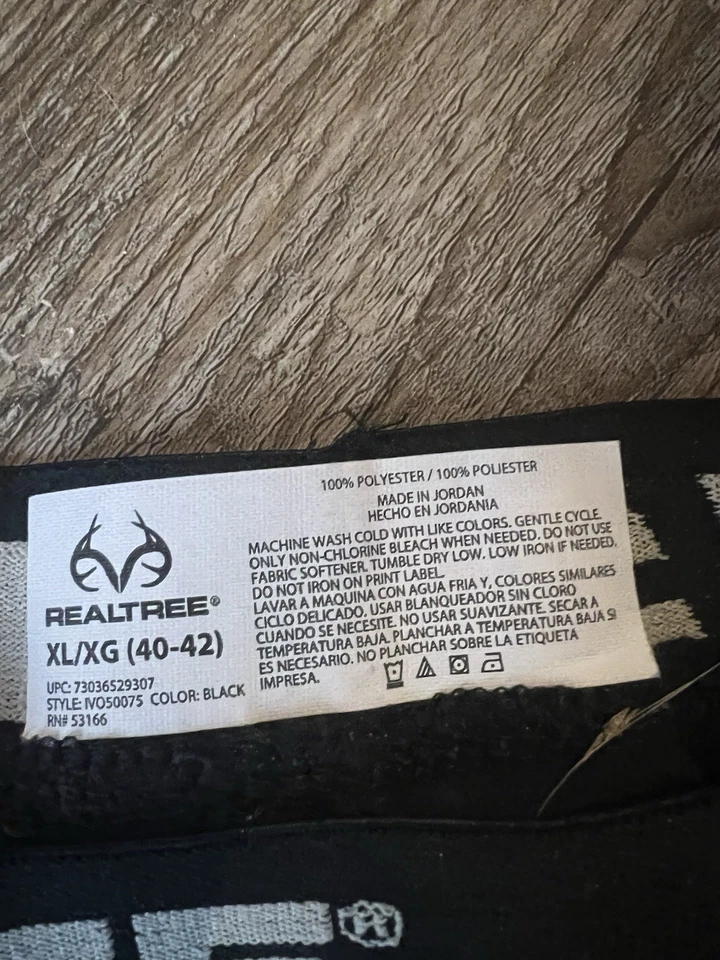 100% POLYESTER / 100% POLIESTER
MADE IN JORDAN
HECHO EN JORDANIA
MACHINE WASH COLD WITH LIKE COLORS. GENTLE CYCLE.
ONLY NON-CHLORINE BLEACH WHEN NEEDED. DO NOT USE
FABRIC SOFTENER. TUMBLE DRY LOW. LOW IRON IF NEEDED.
DO NOT IRON ON PRINT LABEL
LAVAR A MAQUINA CON AGUA FRIA Y, COLORES SIMILARES
CICLO DELICADO. USAR BLANQUEADOR SIN CLORO
CUANDO SE NECESITE. NO USAR SUAVIZANTE. SECAR A
TEMPERATURA BAJA. PLANCHAR A TEMPERATURA BAJA SI
ES NECESARIO. NO PLANCHAR SOBRE LA ETIQUETA
IMPRESA.
REALTREE®
XL/XG (40-42)
UPC: 73036529307
STYLE: IVO50075 COLOR: BLACK
RN# 53166
®